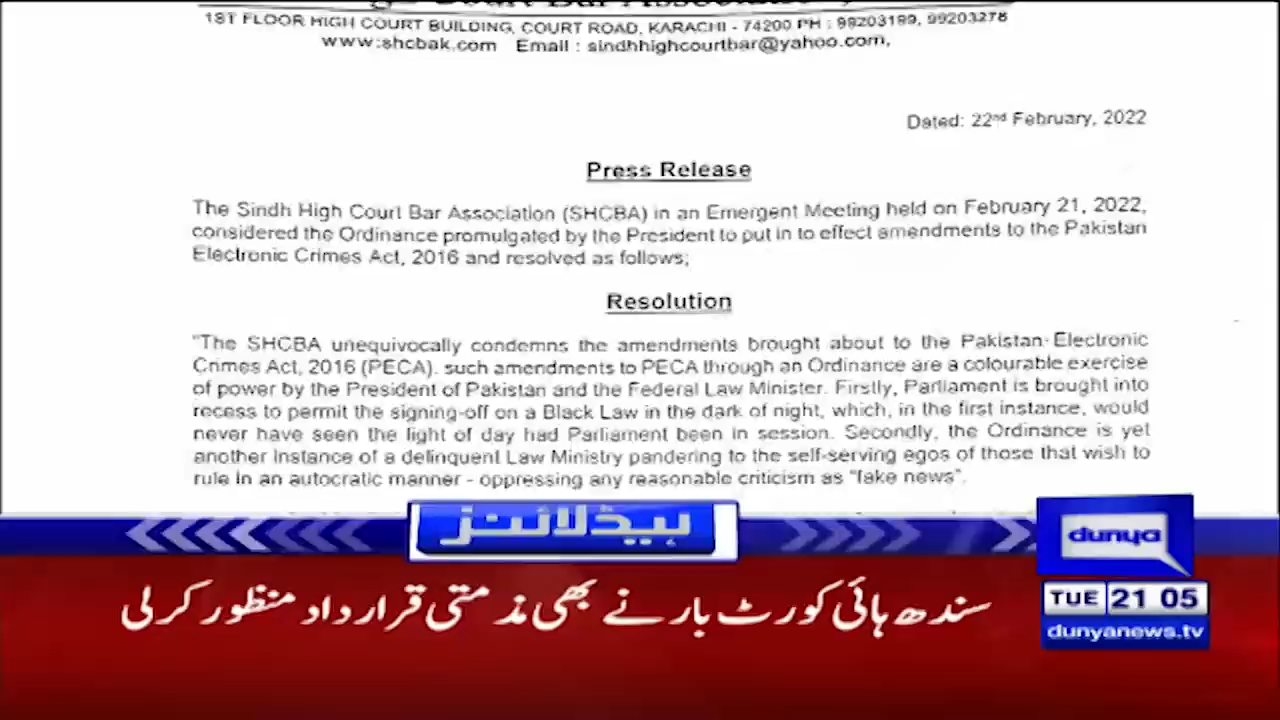 1ST FLOOR HIGH COURT BUILDING, COURT ROAD, KARACHI - 74200 PH : 99203199, 99203278
www.shcbak.com Email : sindhhighcourtbar@yahoo.com,
Dated: 22nd February, 2022
Press Release
The Sindh High Court Bar Association (SHCBA) in an Emergent Meeting held on February 21, 2022,
considered the Ordinance promulgated by the President to put in to effect amendments to the Pakistan
Electronic Crimes Act, 2016 and resolved as follows;
Resolution
"The SHCBA unequivocally condemns the amendments brought about to the Pakistan Electronic
Crimes Act, 2016 (PECA). such amendments to PECA through an Ordinance are a colourable exercise
of power by the President of Pakistan and the Federal Law Minister. Firstly, Parliament is brought into
recess to permit the signing-off on a Black Law in the dark of night, which, in the first instance, would
never have seen the light of day had Parliament been in session. Secondly, the Ordinance is yet
another instance of a delinquent Law Ministry pandering to the self-serving egos of those that wish to
rule in an autocratic manner - oppressing any reasonable criticism as "fake news".
ہیڈلائنز
dunya
سندھ ہائی کورٹ بار نے بھی مذمتی قرارداد منظور کر لی
TUE 21 05
dunyanews.tv